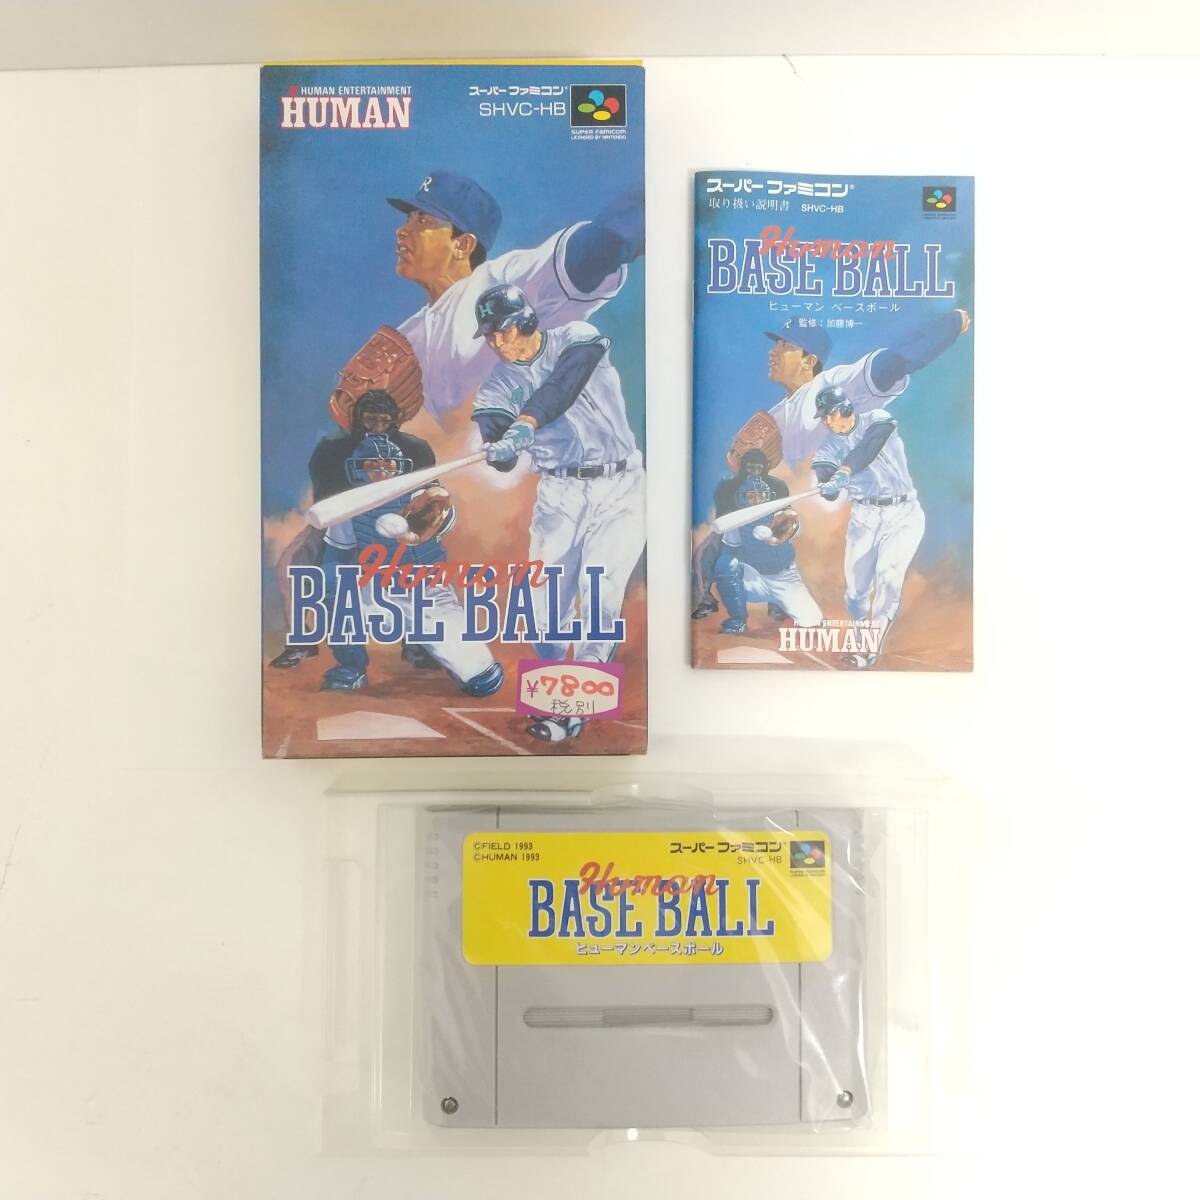 HUMAN ENTERTAINMENT
HUMAN
スーパーファミコン®
SHVC-HB
SUPER FAMICOM
LICENSED BY NINTENDO
R
H
Human
BASE BALL
¥7800
税別
スーパーファミコン®
取り扱い説明書 SHVC-HB
Human
BASE BALL
ヒューマン ベースボール
監修：加藤博一
H
HUMAN ENTERTAINMENT
HUMAN
©FIELD 1993
©HUMAN 1993
スーパーファミコン®
SHVC-HB
Human
BASE BALL
ヒューマンベースボール